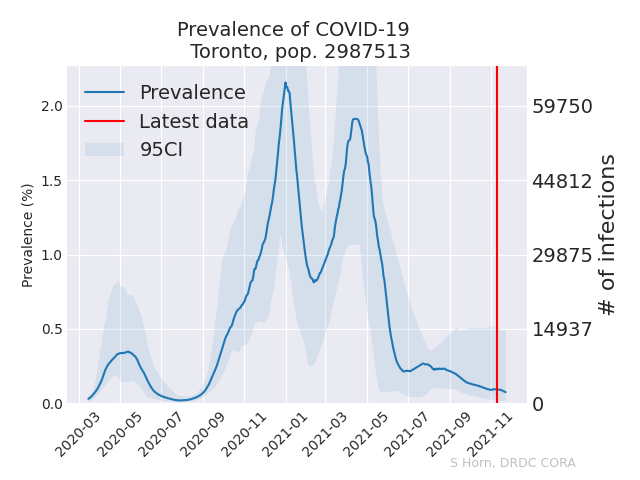 Prevalence of COVID-19
Toronto, pop. 2987513
Prevalence
Latest data
95CI
Prevalence (%)
2.0
1.5
1.0
0.5
0.0
59750
44812
29875
14937
0
# of infections
2020-03
2020-05
2020-07
2020-09
2020-11
2021-01
2021-03
2021-05
2021-07
2021-09
2021-11
S Horn, DRDC CORA